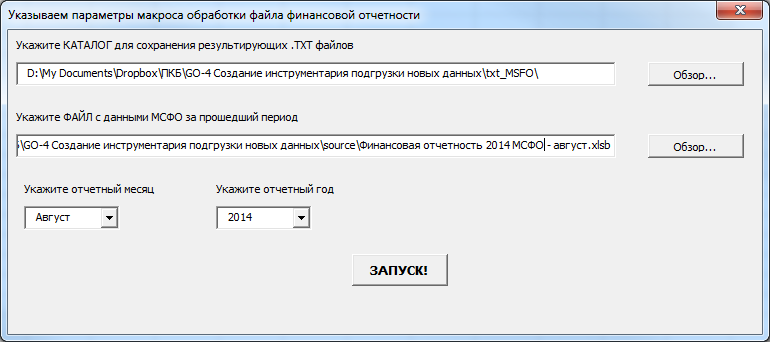 Указываем параметры макроса обработки файла финансовой отчетности
Укажите КАТАЛОГ для сохранения результирующих .TXT файлов
D:\My Documents\Dropbox\ПКБ\GO-4 Создание инструментария подгрузки новых данных\txt_MSFO\
Обзор...
Укажите ФАЙЛ с данными МСФО за прошедший период
\GO-4 Создание инструментария подгрузки новых данных\source\Финансовая отчетность 2014 МСФО - август.xlsb
Обзор...
Укажите отчетный месяц
Укажите отчетный год
Август
2014
ЗАПУСК!